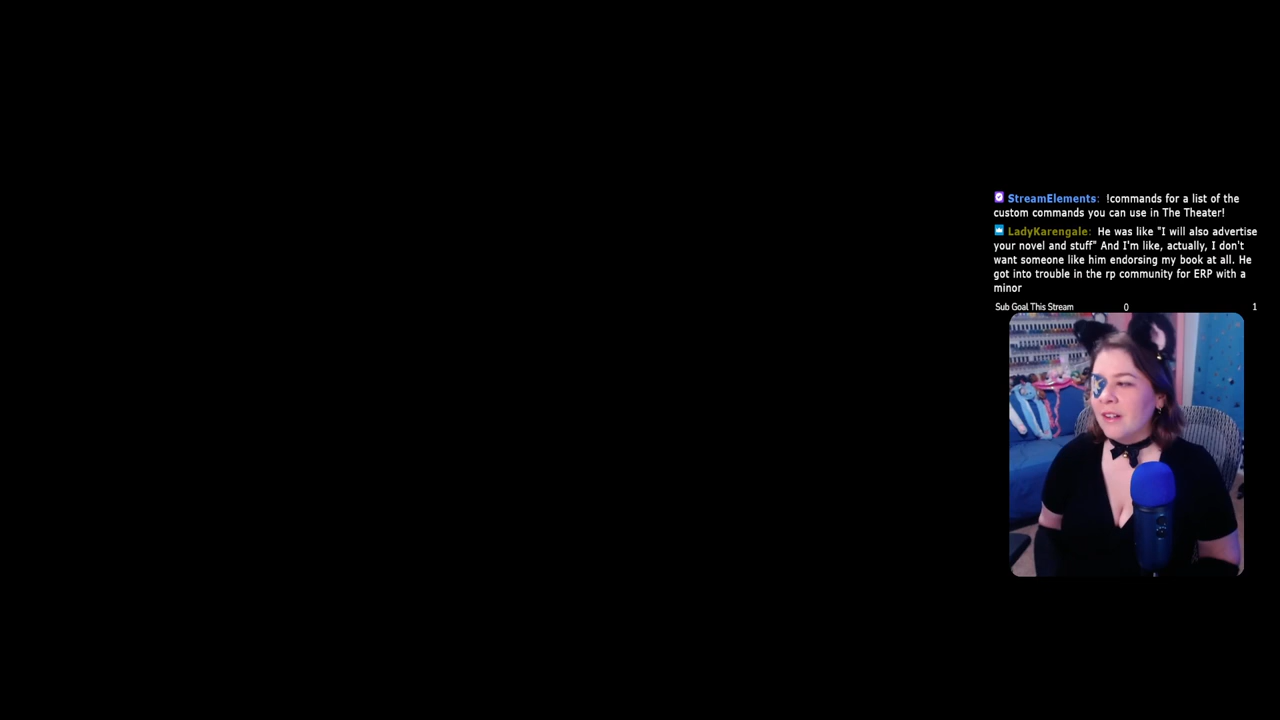 StreamElements: !commands for a list of the
custom commands you can use in The Theater!
LadyKarengale: He was like "I will also advertise
your novel and stuff" And I'm like, actually, I don't
want someone like him endorsing my book at all. He
got into trouble in the rp community for ERP with a
minor
Sub Goal This Stream 0 1